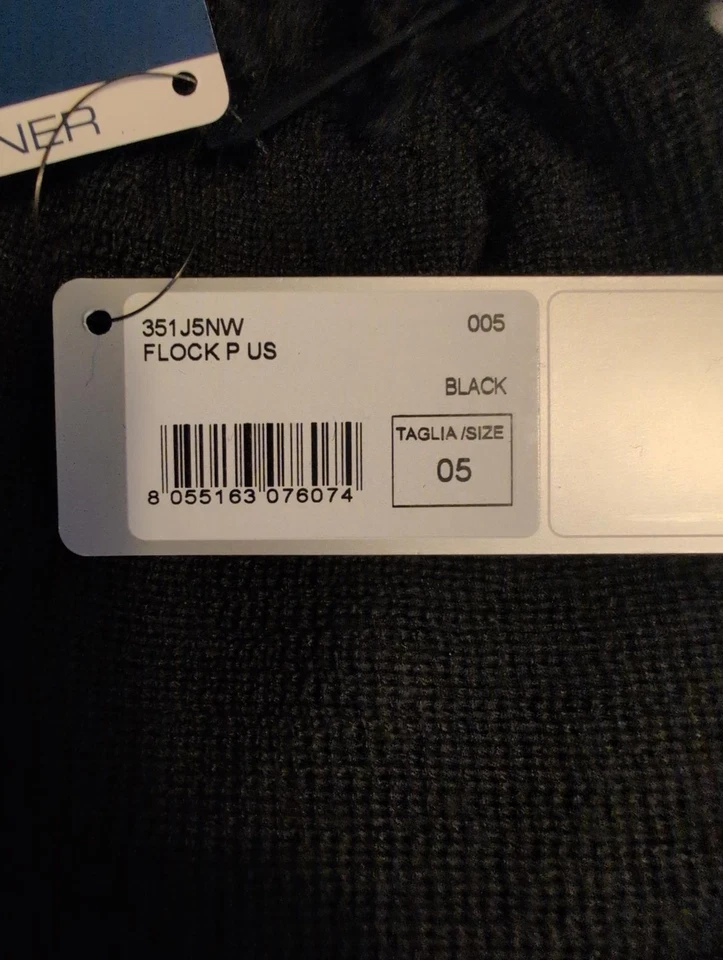 NER
351J5NW
FLOCK P US
005
BLACK
TAGLIA /SIZE
05
8 055163 076074